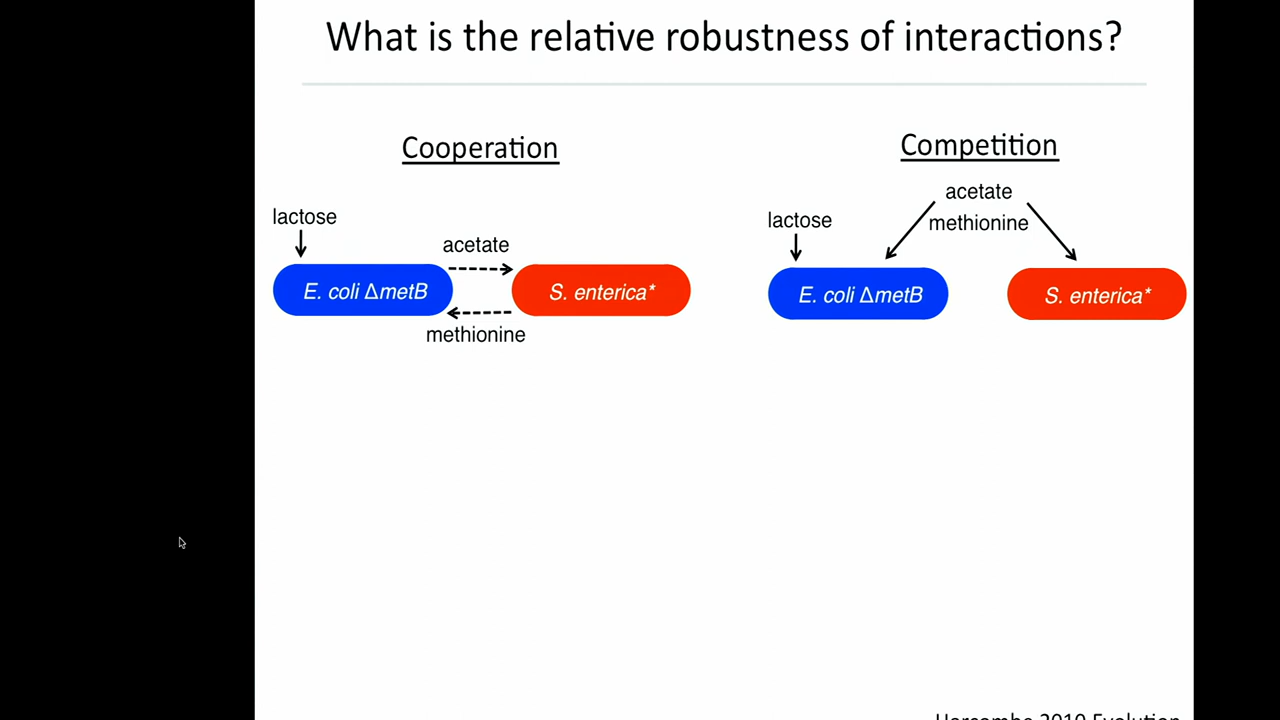 What is the relative robustness of interactions?
Cooperation
lactose
acetate
E. coli ΔmetB
S. enterica*
methionine
Competition
acetate
methionine
lactose
E. coli ΔmetB
S. enterica*
Harcombe 2010 Evolution